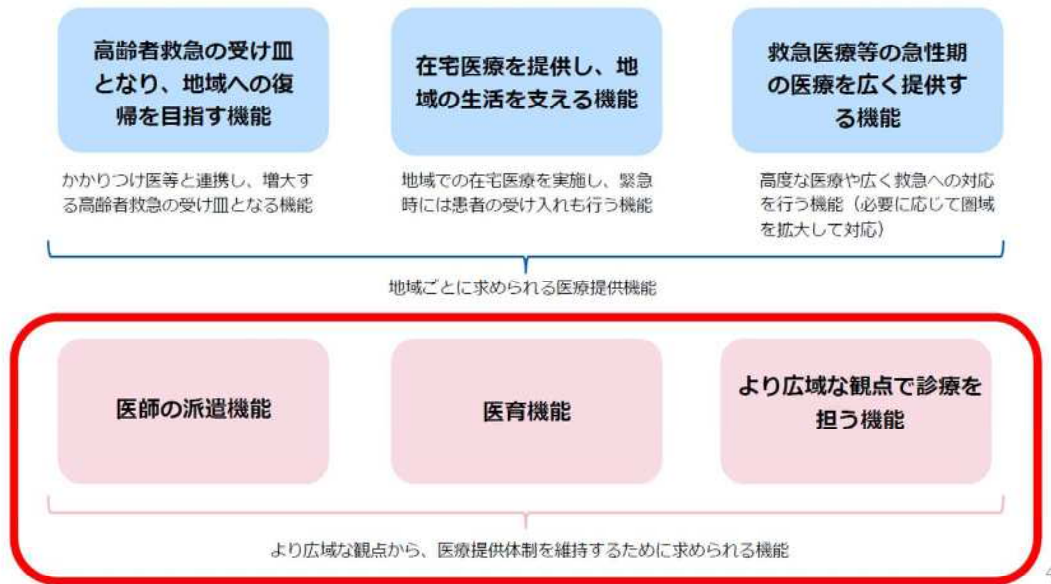 高齢者救急の受け皿
となり、地域への復
帰を目指す機能
在宅医療を提供し、地
域の生活を支える機能
救急医療等の急性期
の医療を広く提供す
る機能
かかりつけ医等と連携し、増大す
る高齢者救急の受け皿となる機能
地域での在宅医療を実施し、緊急
時には患者の受け入れも行う機能
高度な医療や広く救急への対応
を行う機能（必要に応じて圏域
を拡大して対応）
地域ごとに求められる医療提供機能
医師の派遣機能
医育機能
より広域な観点で診療を
担う機能
より広域な観点から、医療提供体制を維持するために求められる機能
4